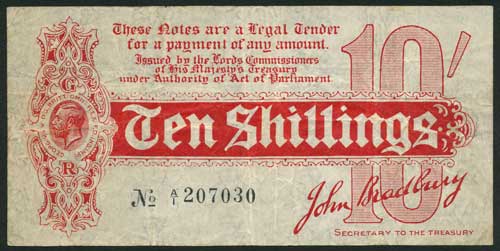 These Notes are a Legal Tender
for a payment of any amount.
Issued by the Lords Commissioners
of His Majesty's Treasury
under Authority of Act of Parliament.
10/
G
R
Ten Shillings
Nº A/1 207030
10
John Bradbury
SECRETARY TO THE TREASURY